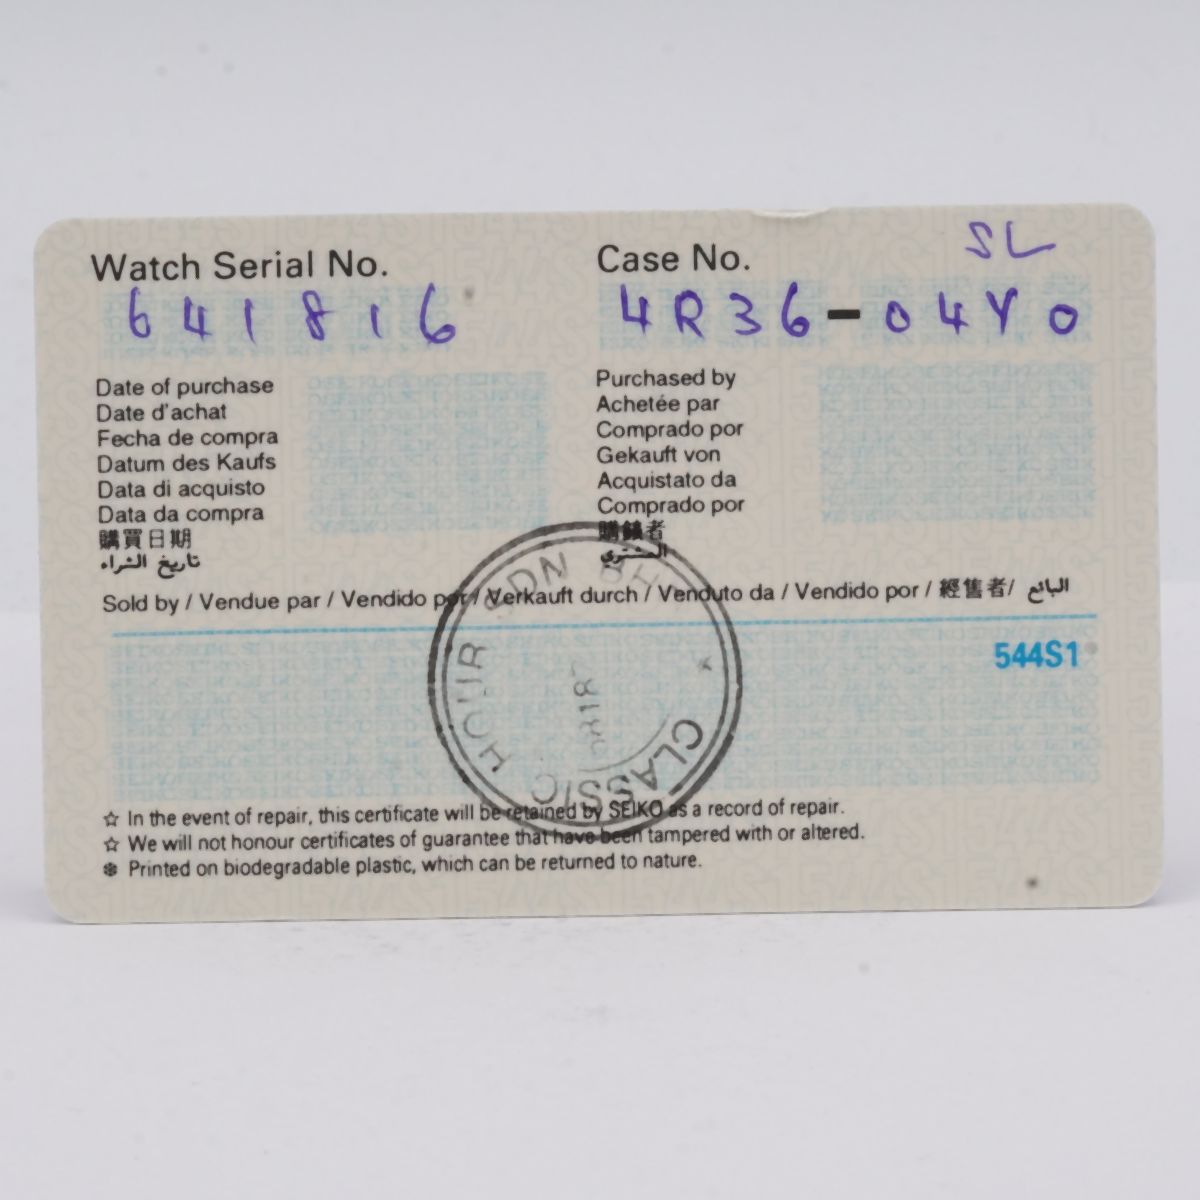 SL
Watch Serial No.
641816
Case No.
4R36-04Y0
Date of purchase
Date d'achat
Fecha de compra
Datum des Kaufs
Data di acquisto
Data da compra
購買日期
تاريخ الشراء
Purchased by
Achetée par
Comprado por
Gekauft von
Acquistato da
Comprado por
購錶者
المشتري
Sold by / Vendue par / Vendido por / Verkauft durch / Venduto da / Vendido por / 經售者/ البائع
544S1
CLASSIC HOUR SDN BH
☆ In the event of repair, this certificate will be retained by SEIKO as a record of repair.
☆ We will not honour certificates of guarantee that have been tampered with or altered.
❄ Printed on biodegradable plastic, which can be returned to nature.